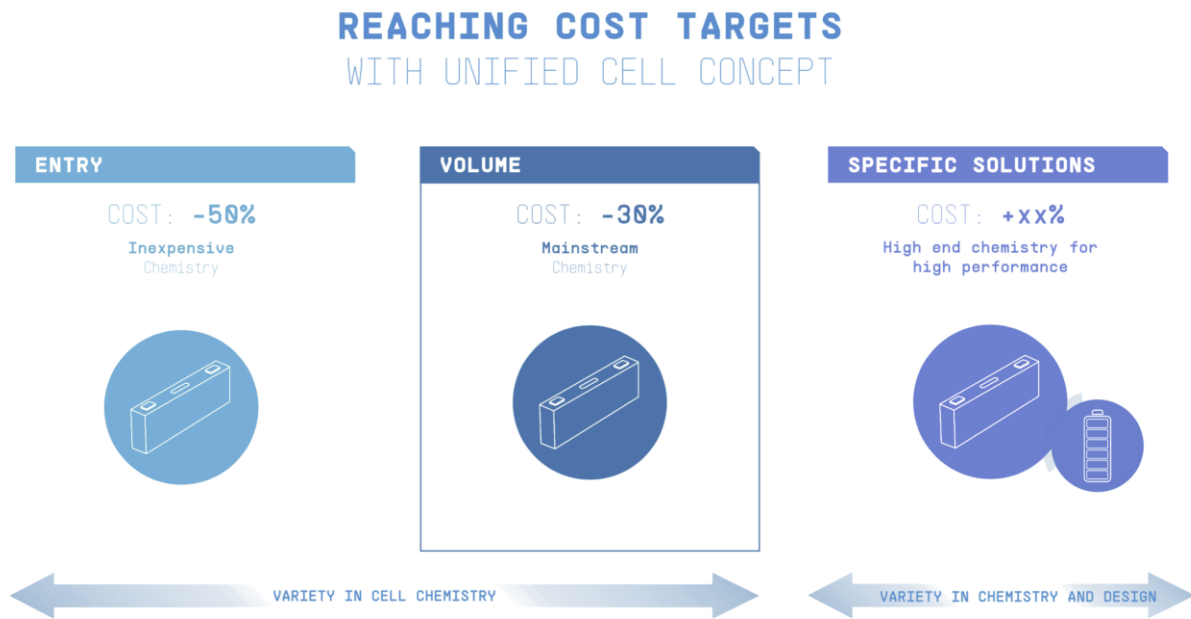 REACHING COST TARGETS
WITH UNIFIED CELL CONCEPT
ENTRY
COST: -50%
Inexpensive
Chemistry
VOLUME
COST: -30%
Mainstream
Chemistry
SPECIFIC SOLUTIONS
COST: +xx%
High end chemistry for
high performance
VARIETY IN CELL CHEMISTRY
VARIETY IN CHEMISTRY AND DESIGN